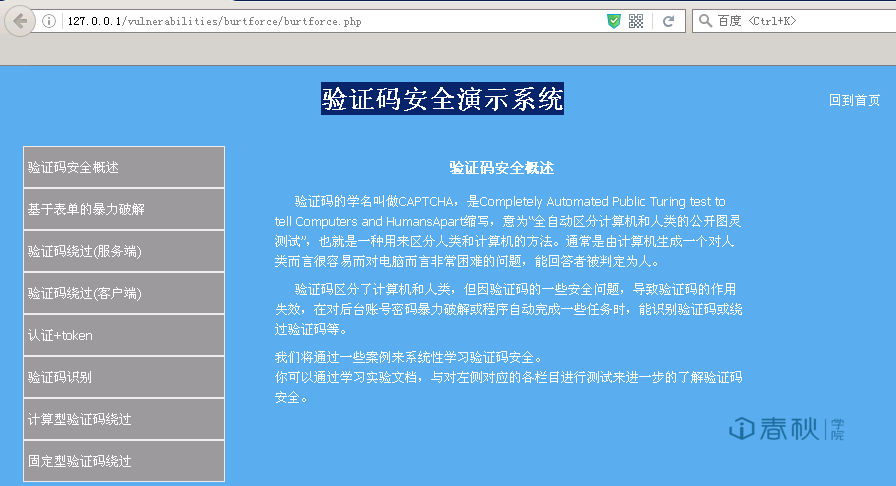 127.0.0.1/vulnerabilities/burtforce/burtforce.php
百度 <Ctrl+K>
验证码安全演示系统
回到首页
验证码安全概述
基于表单的暴力破解
验证码绕过(服务端)
验证码绕过(客户端)
认证+token
验证码识别
计算型验证码绕过
固定型验证码绕过
验证码安全概述
验证码的学名叫做CAPTCHA，是Completely Automated Public Turing test to
tell Computers and HumansApart缩写，意为“全自动区分计算机和人类的公开图灵
测试”，也就是一种用来区分人类和计算机的方法。通常是由计算机生成一个对人
类而言很容易而对电脑而言非常困难的问题，能回答者被判定为人。
验证码区分了计算机和人类，但因验证码的一些安全问题，导致验证码的作用
失效，在对后台账号密码暴力破解或程序自动完成一些任务时，能识别验证码或绕
过验证码等。
我们将通过一些案例来系统性学习验证码安全。
你可以通过学习实验文档，与对左侧对应的各栏目进行测试来进一步的了解验证码
安全。
春秋 学院